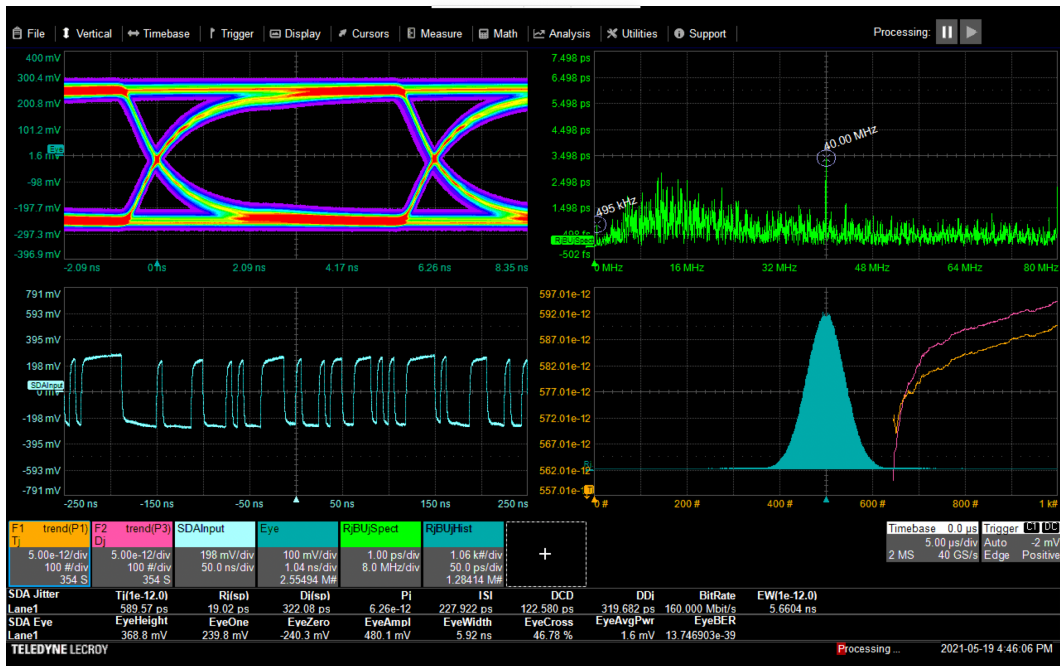 File Vertical Timebase Trigger Display Cursors Measure Math Analysis Utilities Support Processing:
400 mV
300.4 mV
200.8 mV
101.2 mV
Eye
1.6 mV
-98 mV
-197.7 mV
-297.3 mV
-396.9 mV
-2.09 ns 0 s 2.09 ns 4.17 ns 6.26 ns 8.35 ns
7.498 ps
6.498 ps
5.498 ps
4.498 ps
3.498 ps
2.498 ps
1.498 ps
498 fs
RjBUjSpect
-502 fs
40.00 MHz
495 kHz
0 MHz 16 MHz 32 MHz 48 MHz 64 MHz 80 MHz
791 mV
593 mV
395 mV
198 mV
SDAInput
0 mV
-198 mV
-395 mV
-593 mV
-791 mV
-250 ns -150 ns -50 ns 50 ns 150 ns 250 ns
597.01e-12
592.01e-12
587.01e-12
582.01e-12
577.01e-12
572.01e-12
567.01e-12
562.01e-12
557.01e-12
0 # 200 # 400 # 600 # 800 # 1 k#
F1 trend(P1) F2 trend(P3) SDAInput Eye RjBUjSpect RjBUjHist
Tj Dj
5.00e-12/div 5.00e-12/div 198 mV/div 100 mV/div 1.00 ps/div 1.06 k#/div
100 #/div 100 #/div 50.0 ns/div 1.04 ns/div 8.0 MHz/div 50.0 ps/div
354 S 354 S 2.55494 M# 1.28414 M#
+
Timebase 0.0 µs Trigger C1 DC
5.00 µs/div Auto -2 mV
2 MS 40 GS/s Edge Positive
SDA Jitter Tj(1e-12.0) Rj(sp) Dj(sp) Pj ISI DCD DDj BitRate EW(1e-12.0)
Lane1 589.57 ps 19.02 ps 322.08 ps 6.26e-12 227.922 ps 122.580 ps 319.682 ps 160.000 Mbit/s 5.6604 ns
SDA Eye EyeHeight EyeOne EyeZero EyeAmpl EyeWidth EyeCross EyeAvgPwr EyeBER
Lane1 368.8 mV 239.8 mV -240.3 mV 480.1 mV 5.92 ns 46.78 % 1.6 mV 13.746903e-39
TELEDYNE LECROY Processing... 2021-05-19 4:46:06 PM